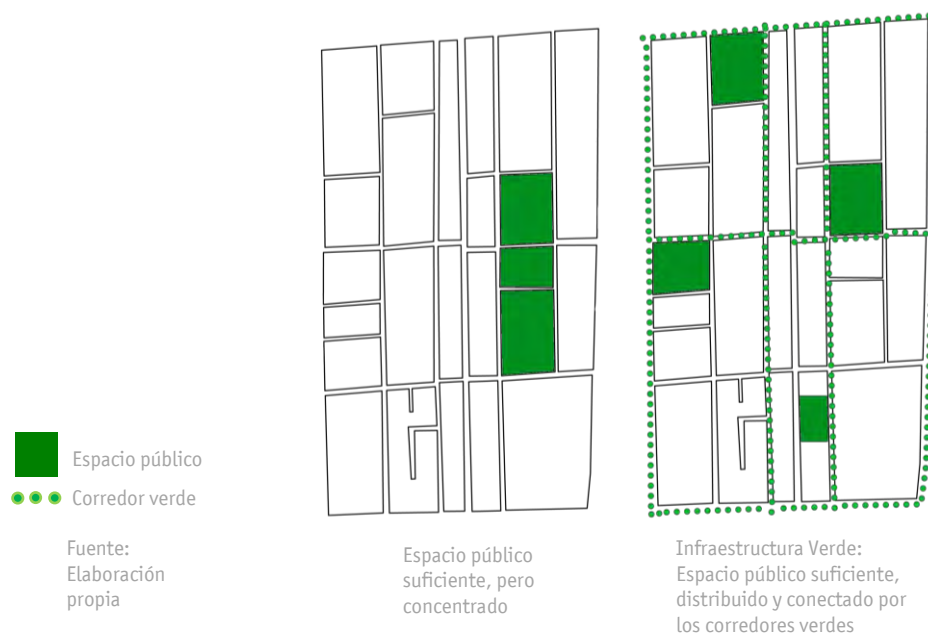 Espacio público
Corredor verde
Fuente:
Elaboración
propia
Espacio público
suficiente, pero
concentrado
Infraestructura Verde:
Espacio público suficiente,
distribuido y conectado por
los corredores verdes